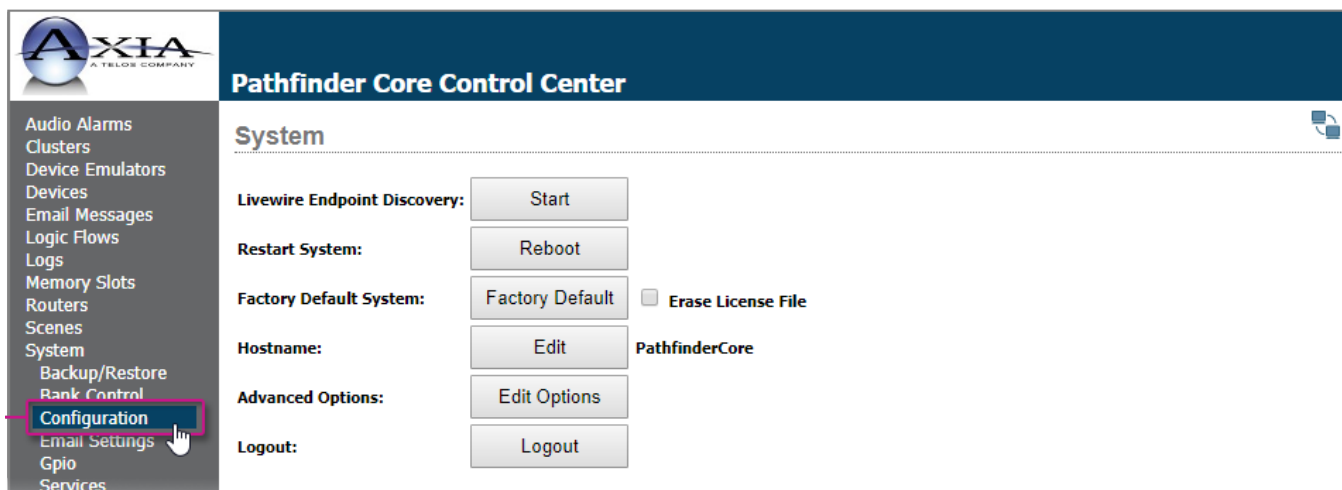 AXIA
A TELOS COMPANY
Pathfinder Core Control Center
Audio Alarms
Clusters
Device Emulators
Devices
Email Messages
Logic Flows
Logs
Memory Slots
Routers
Scenes
System
Backup/Restore
Bank Control
Configuration
Email Settings
Gpio
Services
System
Livewire Endpoint Discovery: Start
Restart System: Reboot
Factory Default System: Factory Default Erase License File
Hostname: Edit PathfinderCore
Advanced Options: Edit Options
Logout: Logout